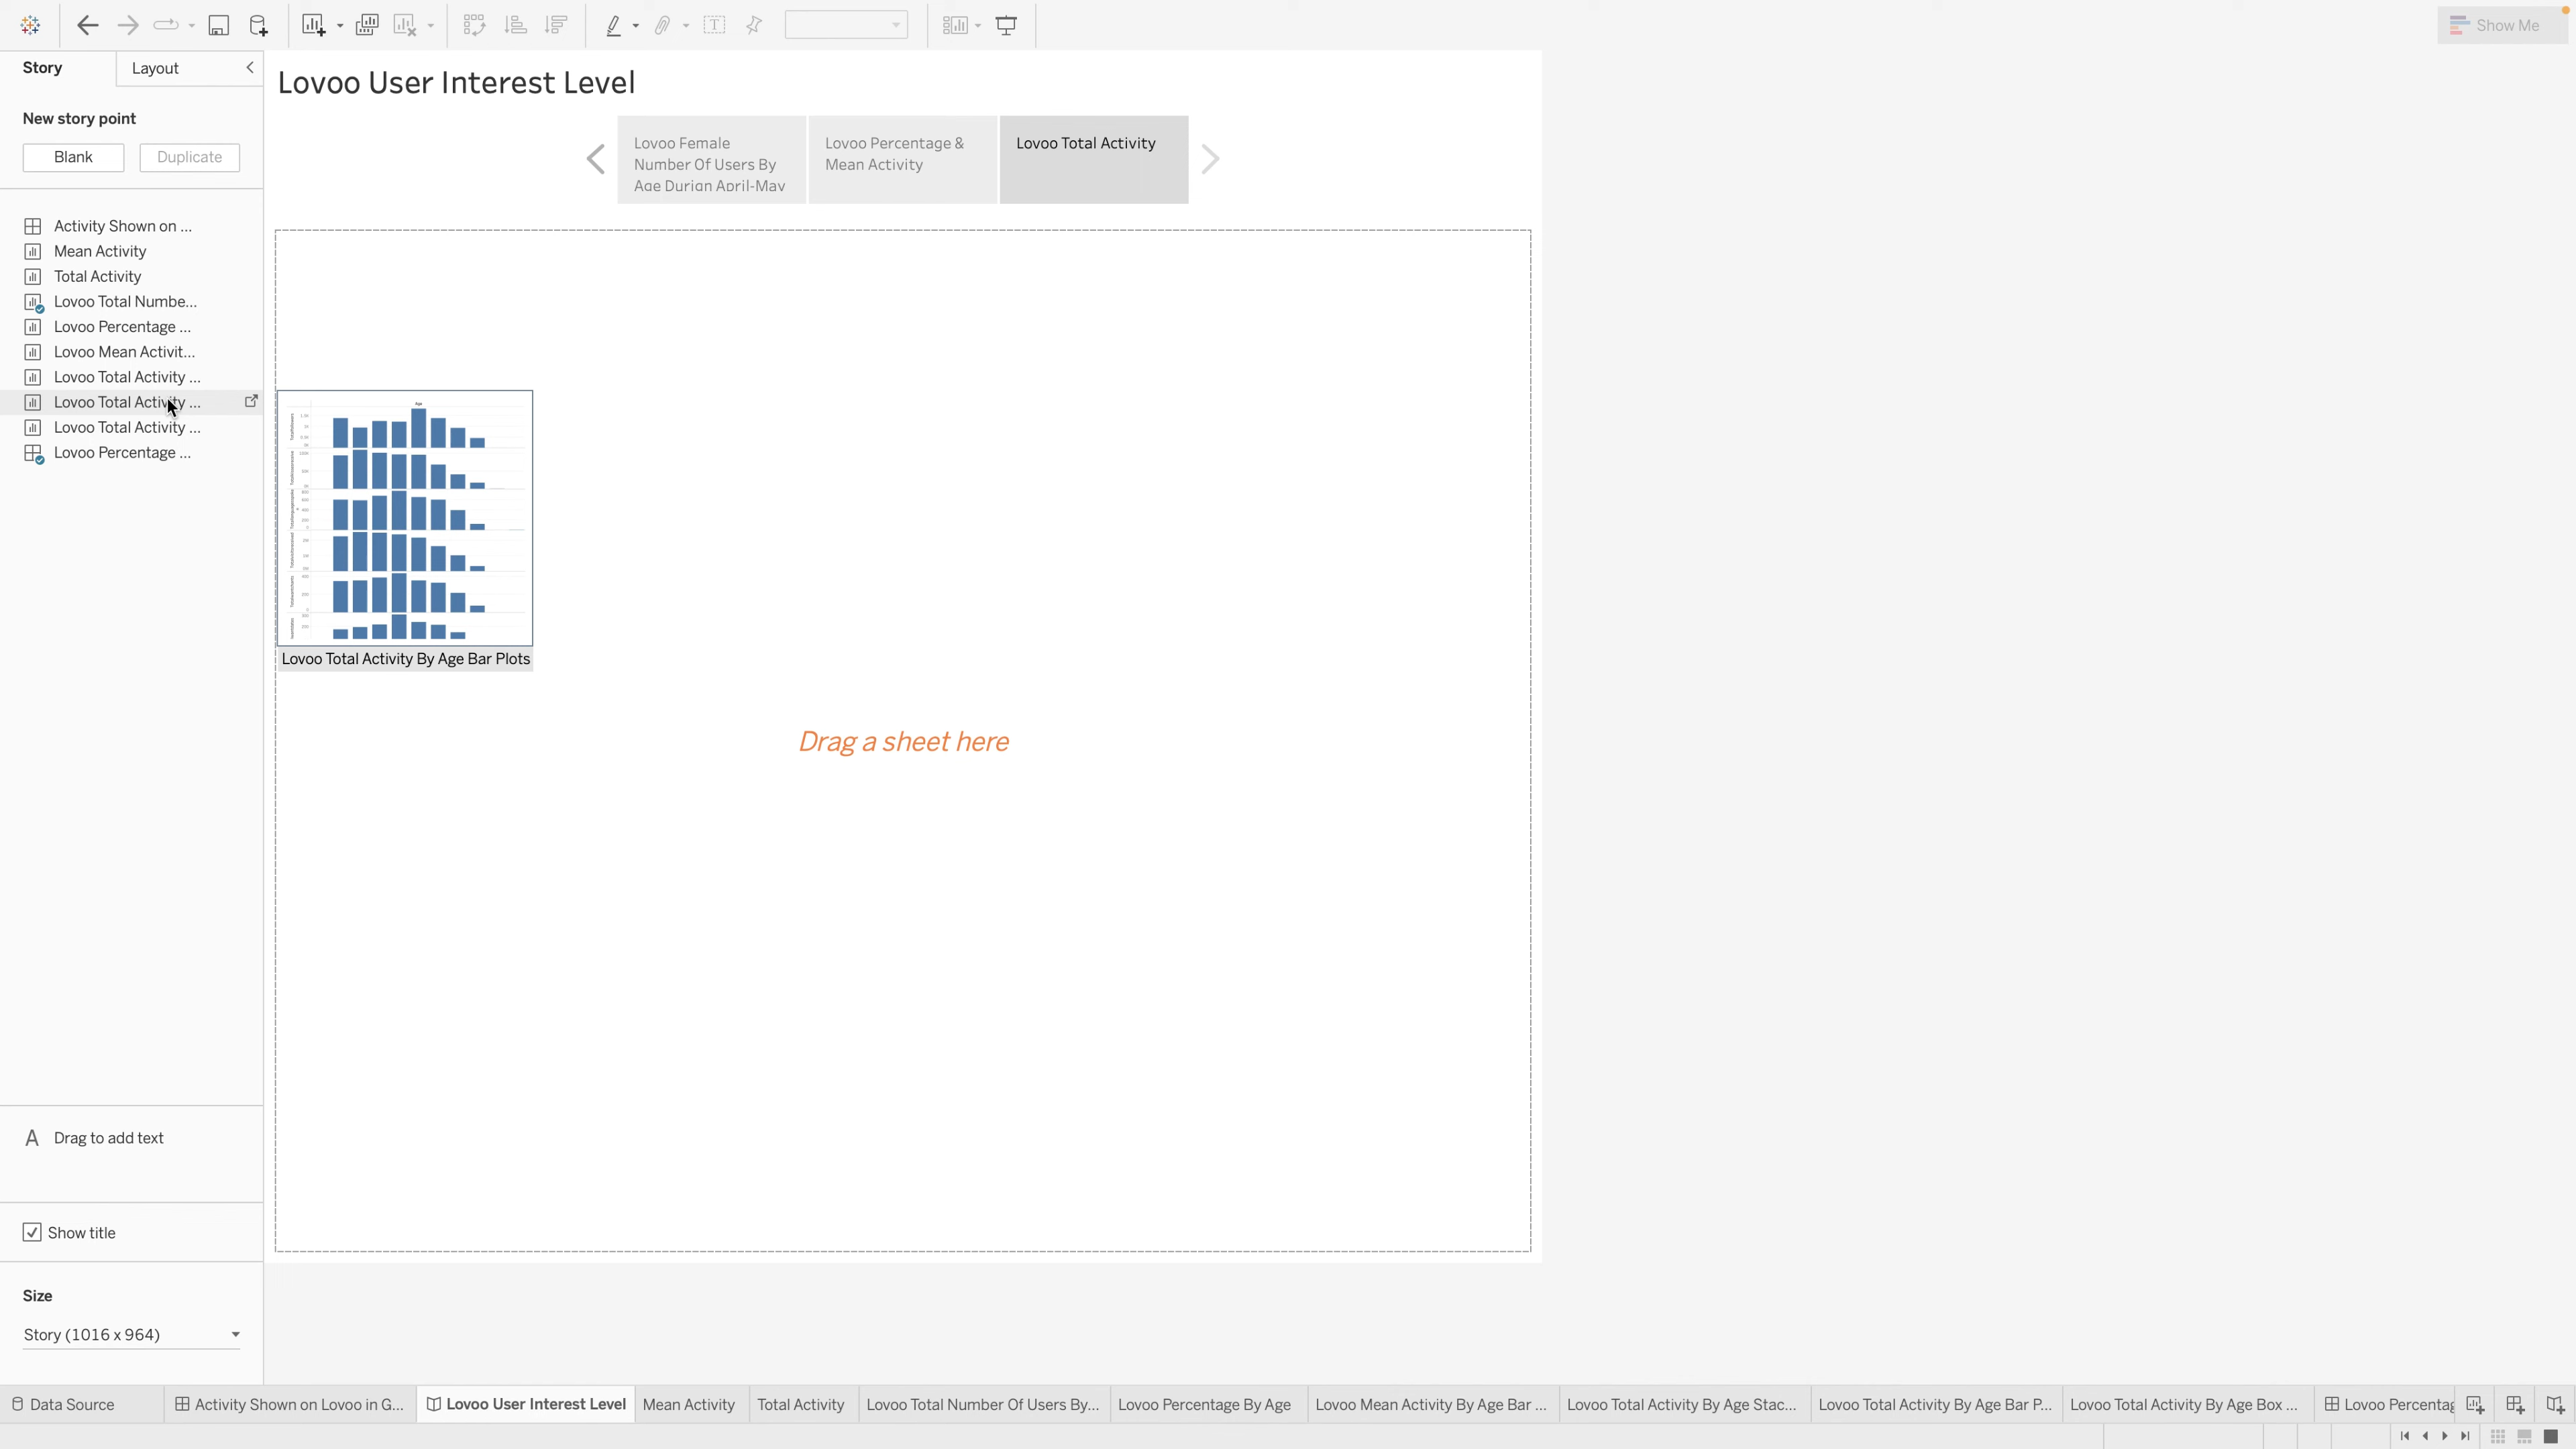 Show Me
Story
Layout
Lovoo User Interest Level
New story point
Blank
Duplicate
Lovoo Female
Number Of Users By
Age Durian April-May
Lovoo Percentage &
Mean Activity
Lovoo Total Activity
Activity Shown on ...
Mean Activity
Total Activity
Lovoo Total Numbe...
Lovoo Percentage ...
Lovoo Mean Activit...
Lovoo Total Activity ...
Lovoo Total Activity ...
Lovoo Total Activity ...
Lovoo Percentage ...
Age
Lovoo Total Activity By Age Bar Plots
Drag a sheet here
A Drag to add text
Show title
Size
Story (1016 x 964)
Data Source
Activity Shown on Lovoo in G...
Lovoo User Interest Level
Mean Activity
Total Activity
Lovoo Total Number Of Users By...
Lovoo Percentage By Age
Lovoo Mean Activity By Age Bar ...
Lovoo Total Activity By Age Stac...
Lovoo Total Activity By Age Bar P...
Lovoo Total Activity By Age Box ...
Lovoo Percentag